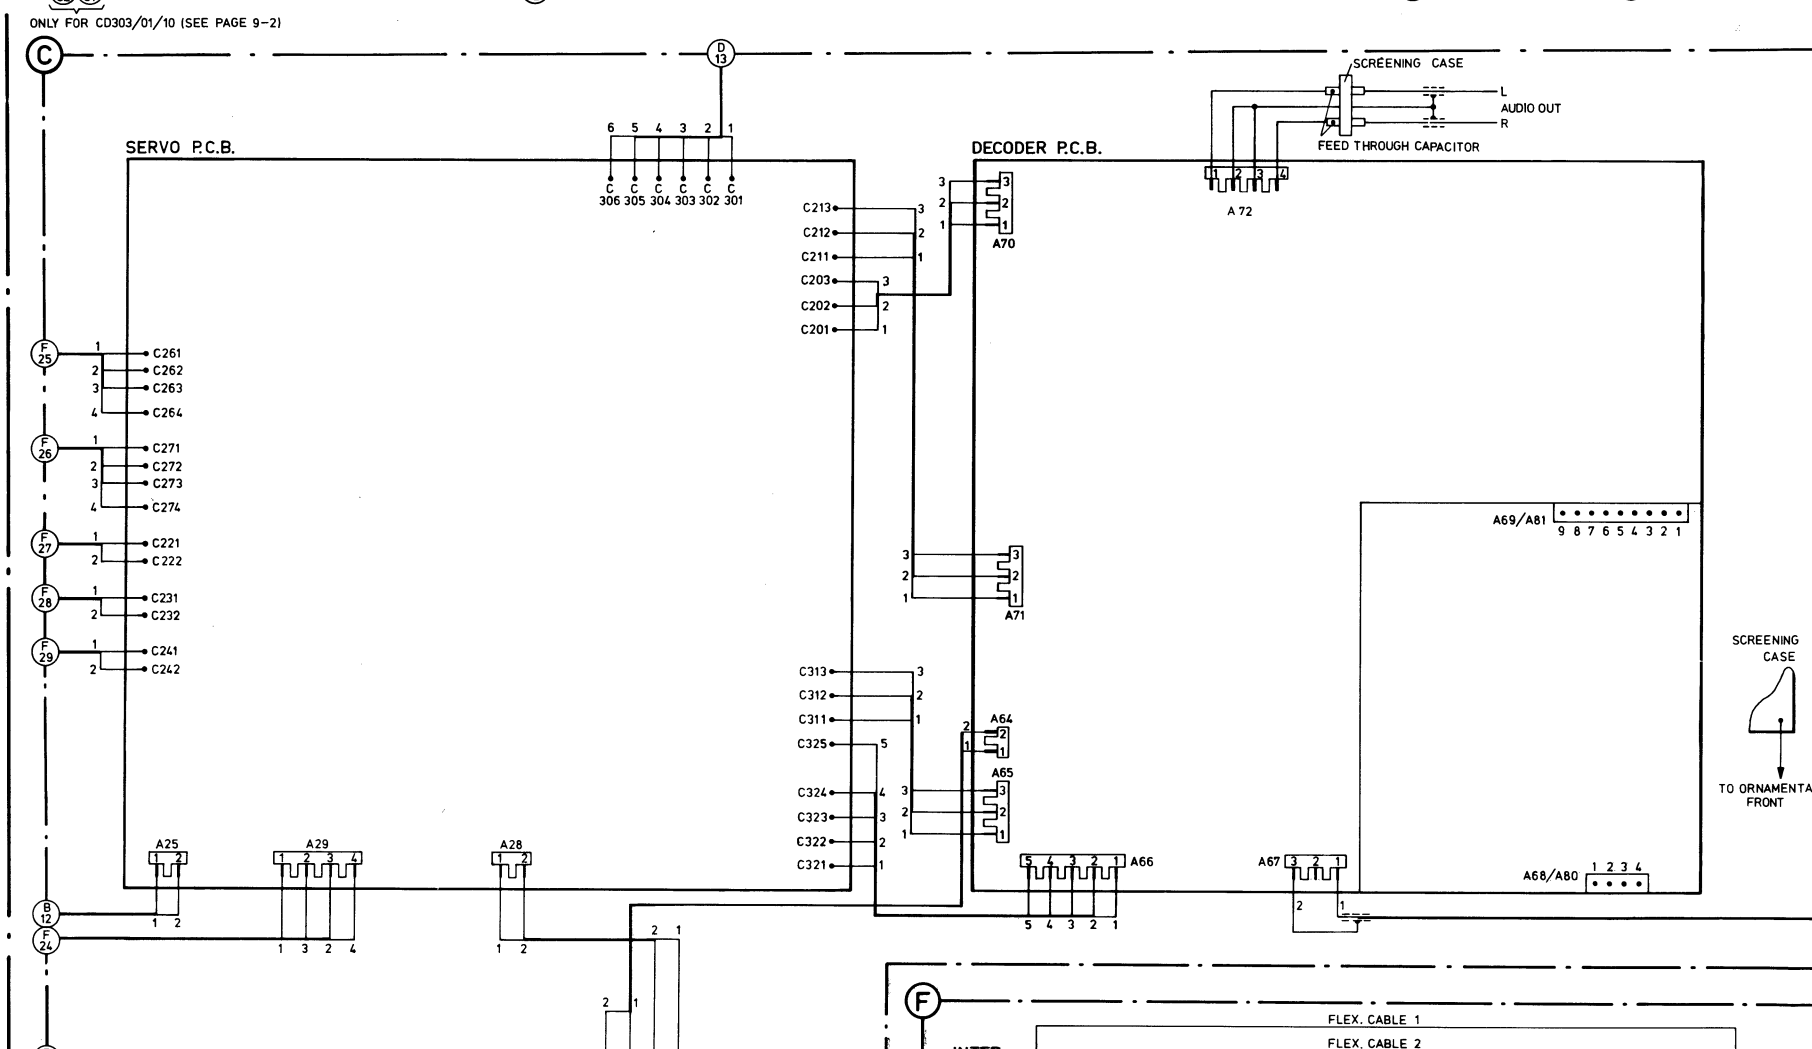 ONLY FOR CD303/01/10 (SEE PAGE 9-2)
C
D
13
SCREENING CASE
L
AUDIO OUT
R
FEED THROUGH CAPACITOR
6 5 4 3 2 1
SERVO P.C.B.
DECODER P.C.B.
C C C C C C
306 305 304 303 302 301
1 2 3 4
A 72
C213 3
C212 2
C211 1
C203 3
C202 2
C201 1
3 3
2 2
1 1
A70
F
25
1 C261
2 C262
3 C263
4 C264
F
26
1 C271
2 C272
3 C273
4 C274
F
27
1 C221
2 C222
F
28
1 C231
2 C232
F
29
1 C241
2 C242
A69/A81
9 8 7 6 5 4 3 2 1
3 3
2 2
1 1
A71
SCREENING
CASE
TO ORNAMENTA
FRONT
C313 3
C312 2
C311 1
C325 5
C324 4
C323 3
C322 2
C321 1
A64
2 2
1 1
A65
3 3
2 2
1 1
A25
1 2
A29
1 2 3 4
A28
1 2
5 4 3 2 1 A66
A67 3 2 1
1 2 3 4
A68/A80
B
12
1 2
F
24
1 3 2 4
1 2
2 1
5 4 3 2 1
2 1
2 1
F
FLEX. CABLE 1
FLEX. CABLE 2